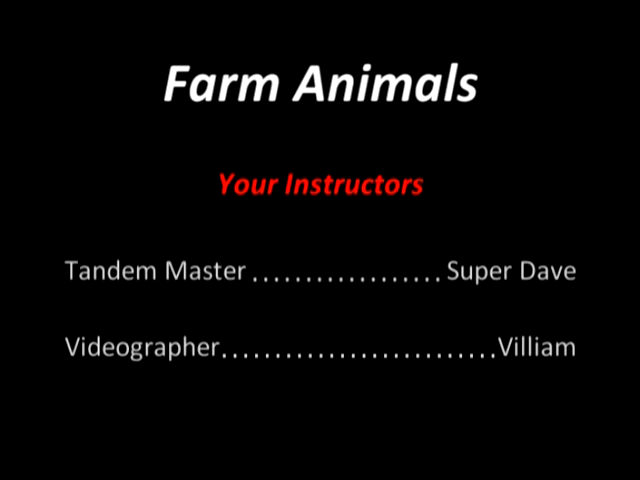 Farm Animals
Your Instructors
Tandem Master .................. Super Dave
Videographer..........................Villiam